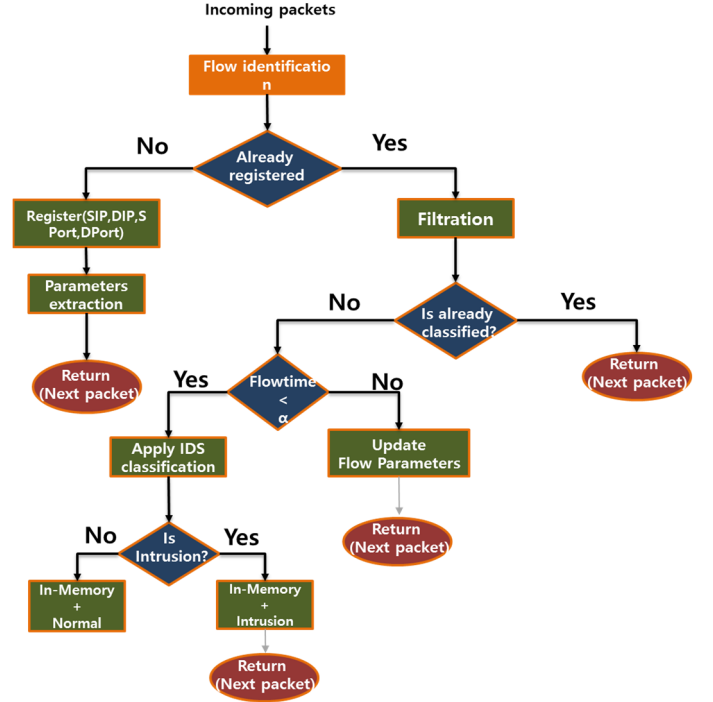 Incoming packets
Flow identificatio
n
No
Yes
Already
registered
Register(SIP,DIP,S
Port,DPort)
Filtration
Parameters
extraction
No
Is already
classified?
Yes
Return
(Next packet)
Return
(Next packet)
Yes
Flowtime
<
α
No
Apply IDS
classification
Update
Flow Parameters
No
Is
Intrusion?
Yes
Return
(Next packet)
In-Memory
+
Normal
In-Memory
+
Intrusion
Return
(Next packet)